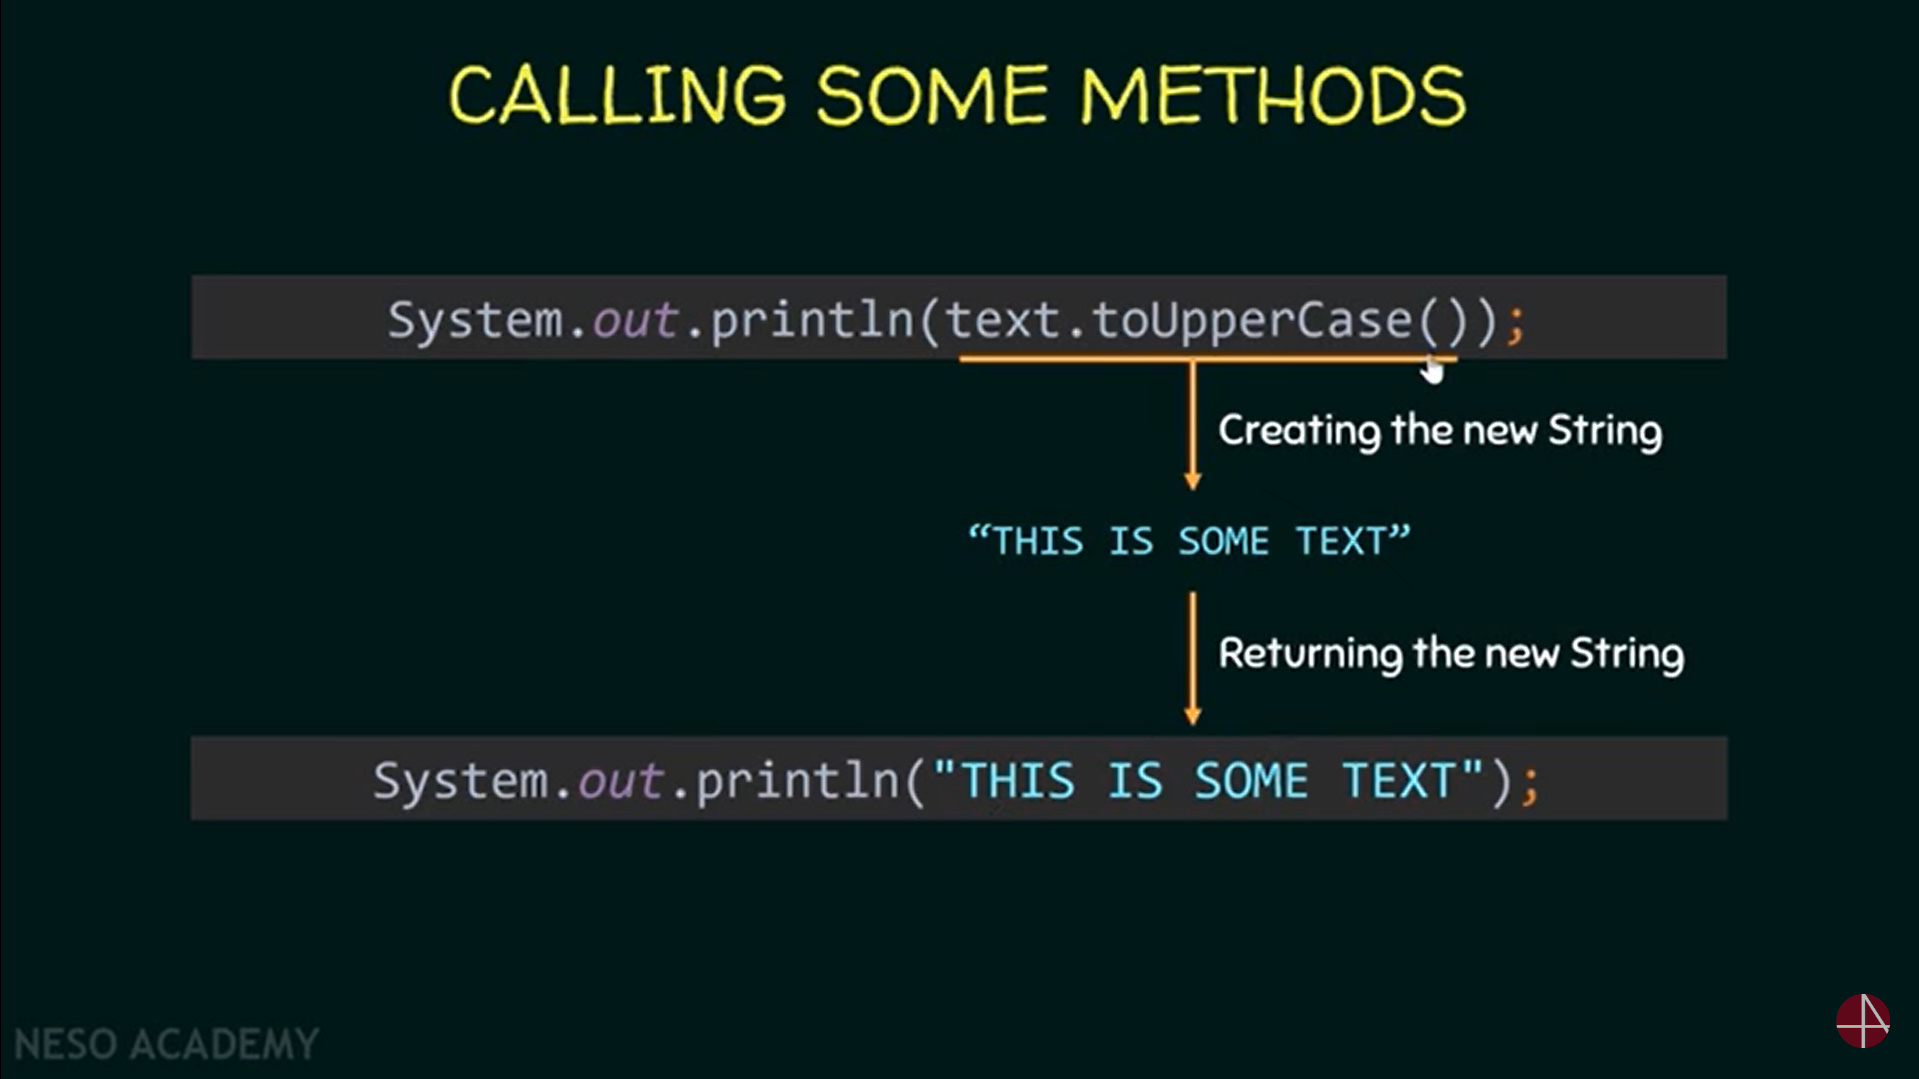 CALLING SOME METHODS
System.out.println(text.toUpperCase());
Creating the new String
“THIS IS SOME TEXT”
Returning the new String
System.out.println("THIS IS SOME TEXT");
NESO ACADEMY